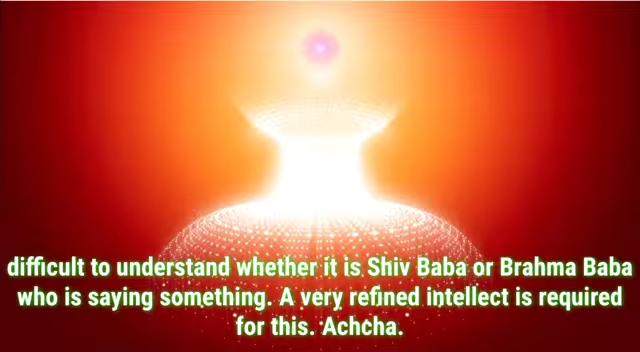 difficult to understand whether it is Shiv Baba or Brahma Baba
who is saying something. A very refined intellect is required
for this. Achcha.